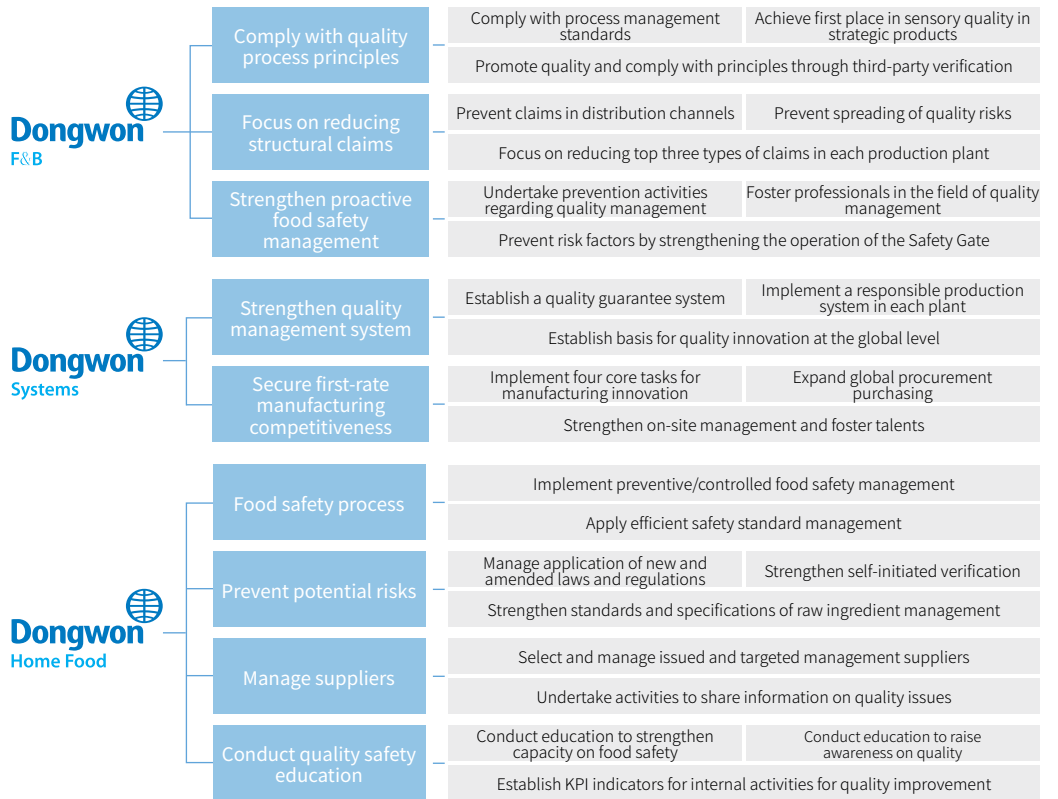 Dongwon
F&B
Comply with quality
process principles
Comply with process management
standards
Achieve first place in sensory quality in
strategic products
Promote quality and comply with principles through third-party verification
Focus on reducing
structural claims
Prevent claims in distribution channels
Prevent spreading of quality risks
Focus on reducing top three types of claims in each production plant
Strengthen proactive
food safety
management
Undertake prevention activities
regarding quality management
Foster professionals in the field of quality
management
Prevent risk factors by strengthening the operation of the Safety Gate
Dongwon
Systems
Strengthen quality
management system
Establish a quality guarantee system
Implement a responsible production
system in each plant
Establish basis for quality innovation at the global level
Secure first-rate
manufacturing
competitiveness
Implement four core tasks for
manufacturing innovation
Expand global procurement
purchasing
Strengthen on-site management and foster talents
Dongwon
Home Food
Food safety process
Implement preventive/controlled food safety management
Apply efficient safety standard management
Prevent potential risks
Manage application of new and
amended laws and regulations
Strengthen self-initiated verification
Strengthen standards and specifications of raw ingredient management
Manage suppliers
Select and manage issued and targeted management suppliers
Undertake activities to share information on quality issues
Conduct quality safety
education
Conduct education to strengthen
capacity on food safety
Conduct education to raise
awareness on quality
Establish KPI indicators for internal activities for quality improvement